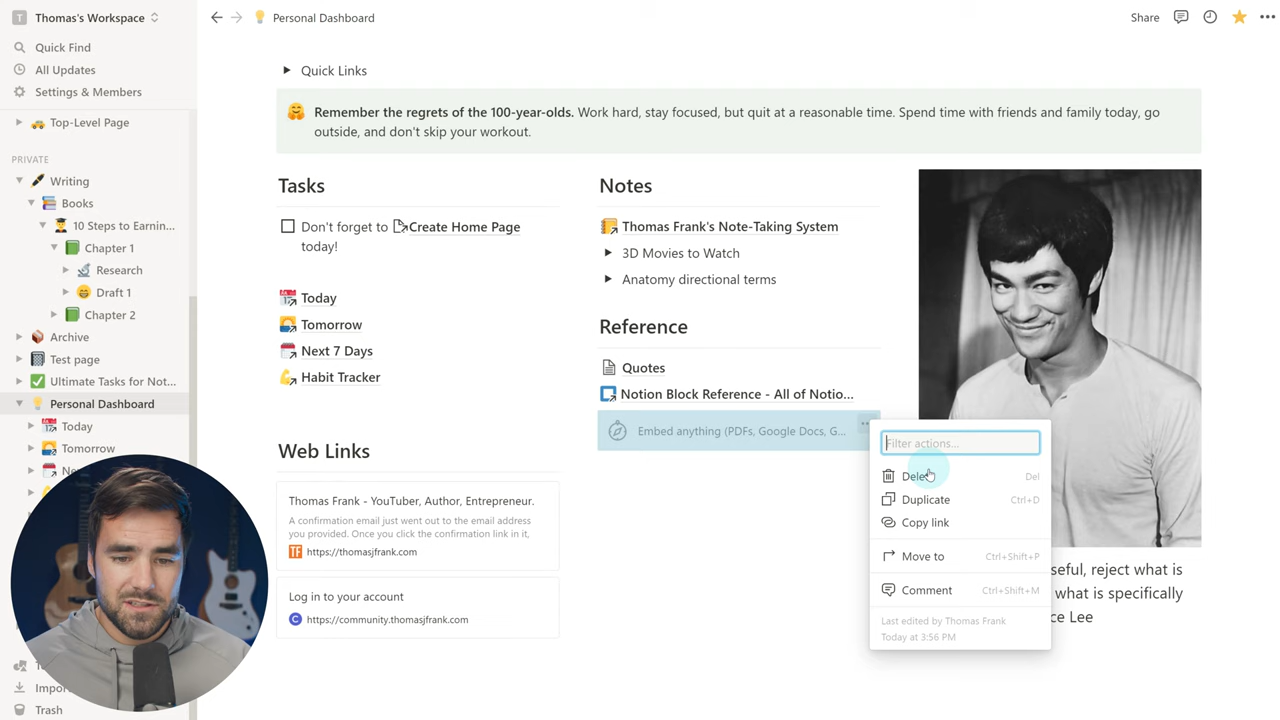 T Thomas's Workspace
Quick Find
All Updates
Settings & Members
Top-Level Page
PRIVATE
Writing
Books
10 Steps to Earnin...
Chapter 1
Research
Draft 1
Chapter 2
Archive
Test page
Ultimate Tasks for Not...
Personal Dashboard
Today
Tomorrow
Trash
Personal Dashboard
Share
Quick Links
Remember the regrets of the 100-year-olds. Work hard, stay focused, but quit at a reasonable time. Spend time with friends and family today, go
outside, and don't skip your workout.
Tasks
Don't forget to Create Home Page
today!
Today
Tomorrow
Next 7 Days
Habit Tracker
Web Links
Thomas Frank - YouTube, Author, Entrepreneur.
A confirmation email just went out to the email address
you provided. Once you click the confirmation link in it,
TF https://thomasjfrank.com
Log in to your account
C https://community.thomasjfrank.com
Notes
Thomas Frank's Note-Taking System
3D Movies to Watch
Anatomy directional terms
Reference
Quotes
Notion Block Reference - All of Notio...
Embed anything (PDFs, Google Docs, G...
Filter actions...
Del
Duplicate Ctrl+D
Copy link
Move to Ctrl+Shift+P
Comment Ctrl+Shift+M
Last edited by Thomas Frank
Today at 3:56 PM
reject what is
what is specifically
Lee